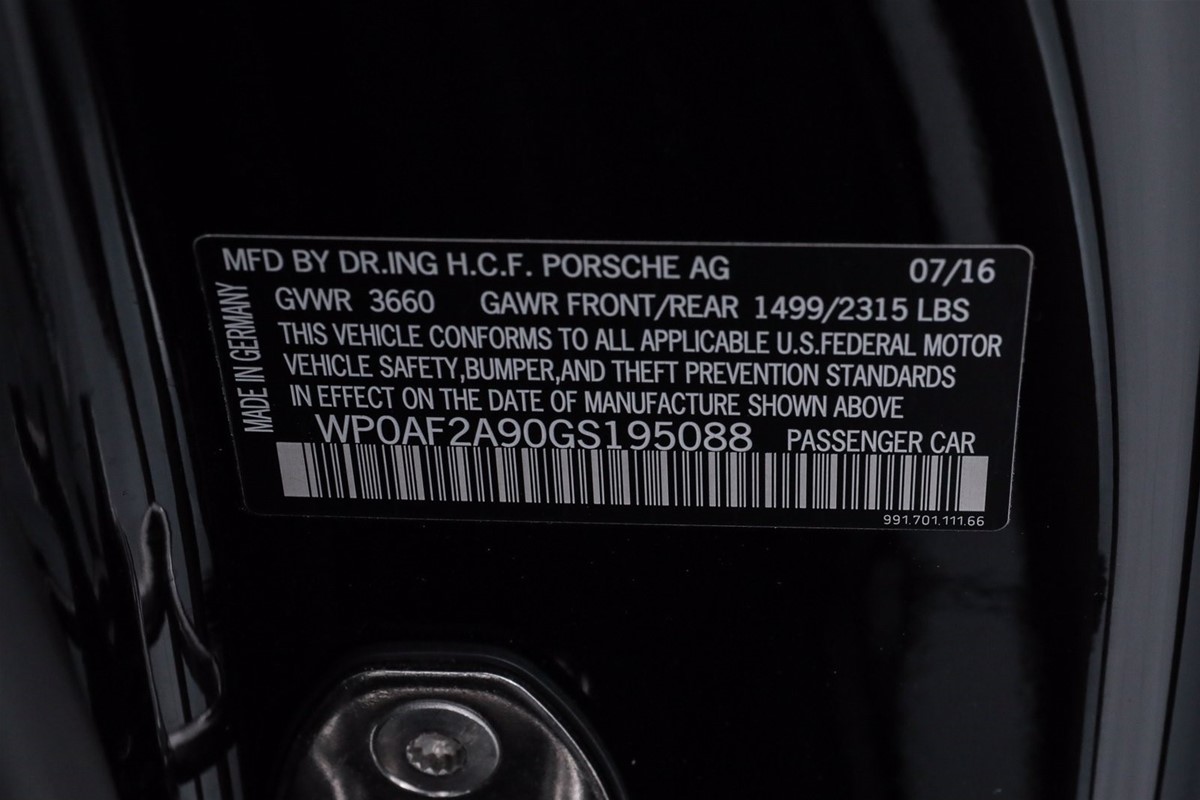 MFD BY DR.ING H.C.F. PORSCHE AG 07/16
GVWR 3660 GAWR FRONT/REAR 1499/2315 LBS
THIS VEHICLE CONFORMS TO ALL APPLICABLE U.S.FEDERAL MOTOR
VEHICLE SAFETY,BUMPER,AND THEFT PREVENTION STANDARDS
IN EFFECT ON THE DATE OF MANUFACTURE SHOWN ABOVE
WP0AF2A90GS195088 PASSENGER CAR
991.701.111.66
MADE IN GERMANY